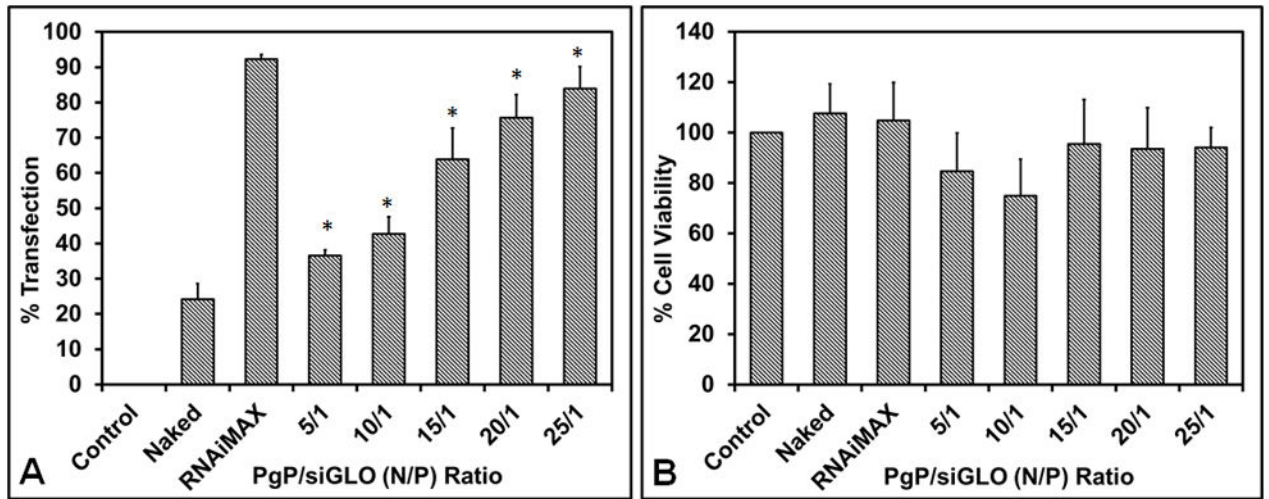 100
90
80
70
60
50
40
30
20
10
0
% Transfection
*
*
*
*
*
Control
Naked
RNAiMAX
5/1
10/1
15/1
20/1
25/1
A
PgP/siGLO (N/P) Ratio
140
120
100
80
60
40
20
0
% Cell Viability
Control
Naked
RNAiMAX
5/1
10/1
15/1
20/1
25/1
B
PgP/siGLO (N/P) Ratio